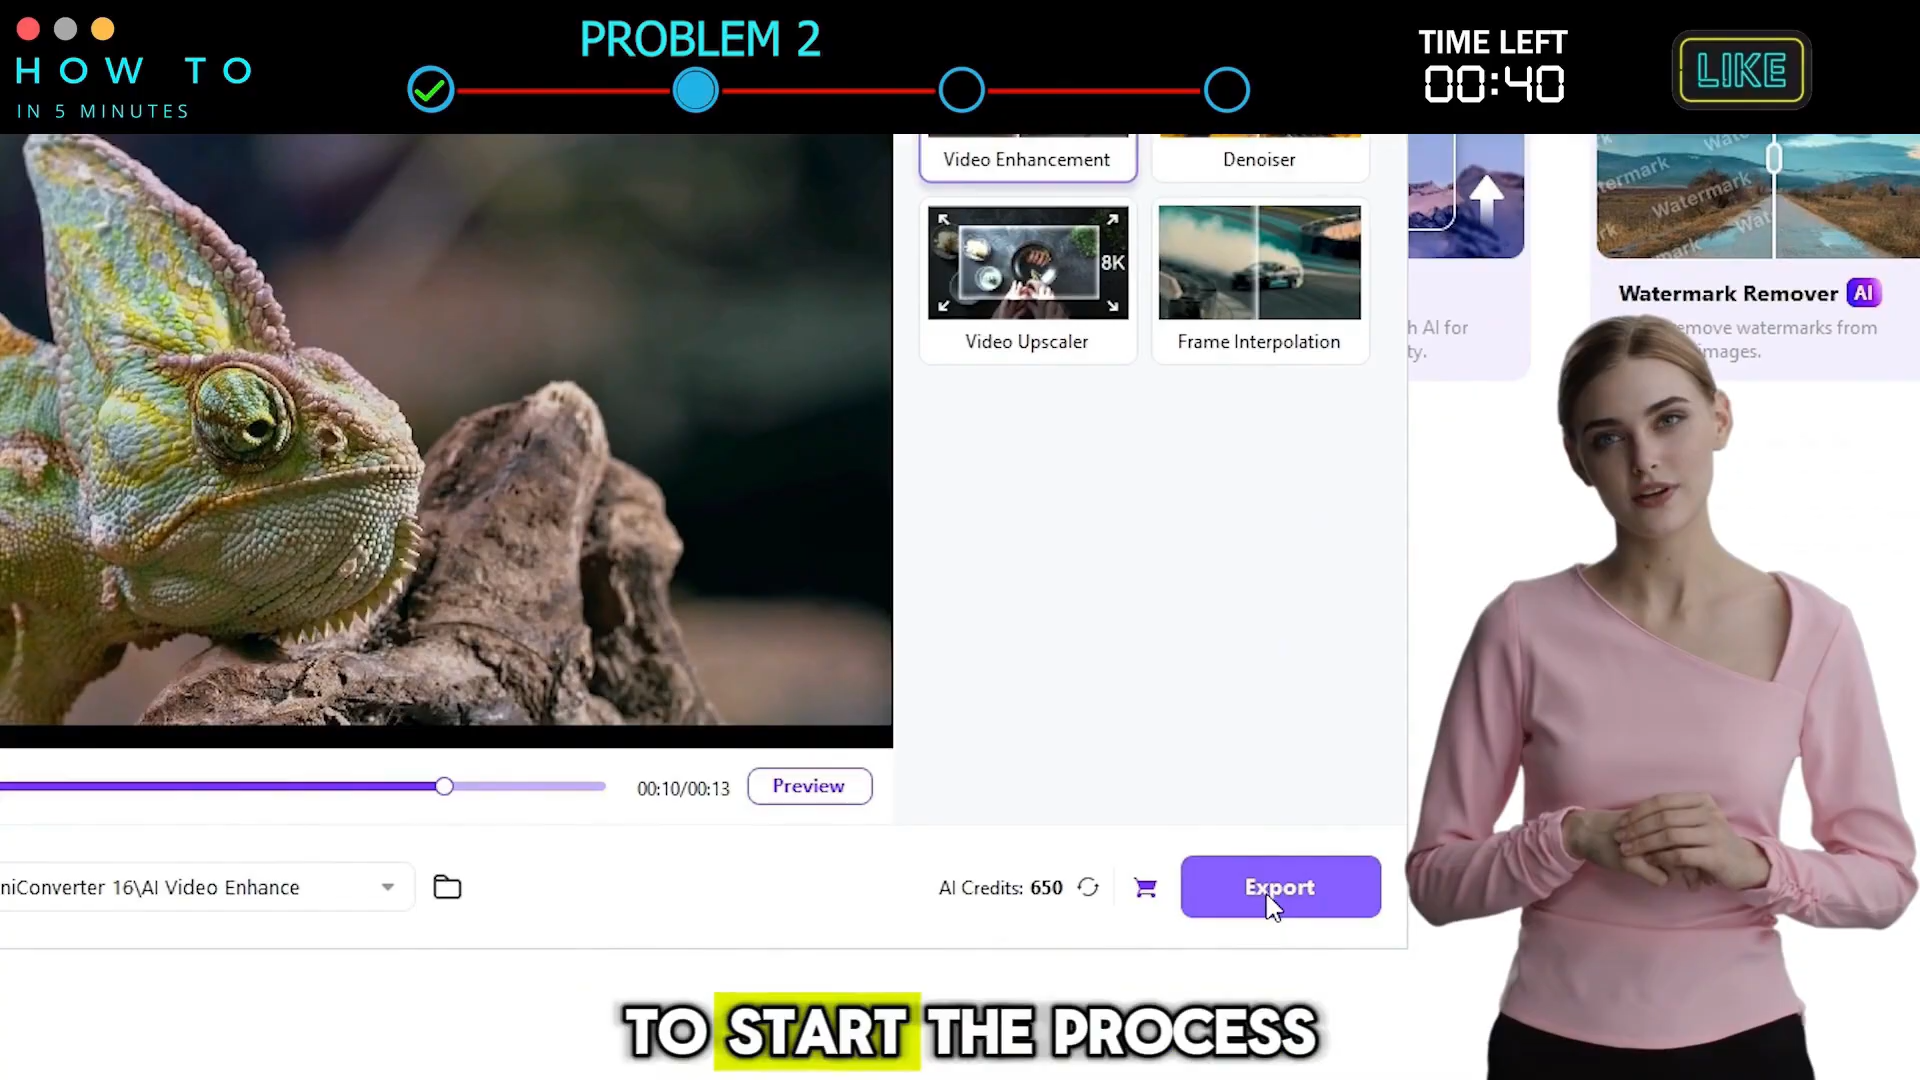 HOW TO
IN 5 MINUTES
PROBLEM 2
TIME LEFT
00:40
LIKE
Video Enhancement
Denoiser
8K
Video Upscaler
Frame Interpolation
Watermark
Watermark
Watermark Remover AI
h AI for
ty.
emove watermarks from
images.
00:10/00:13
Preview
niConverter 16\AI Video Enhance
AI Credits: 650
Export
TO START THE PROCESS